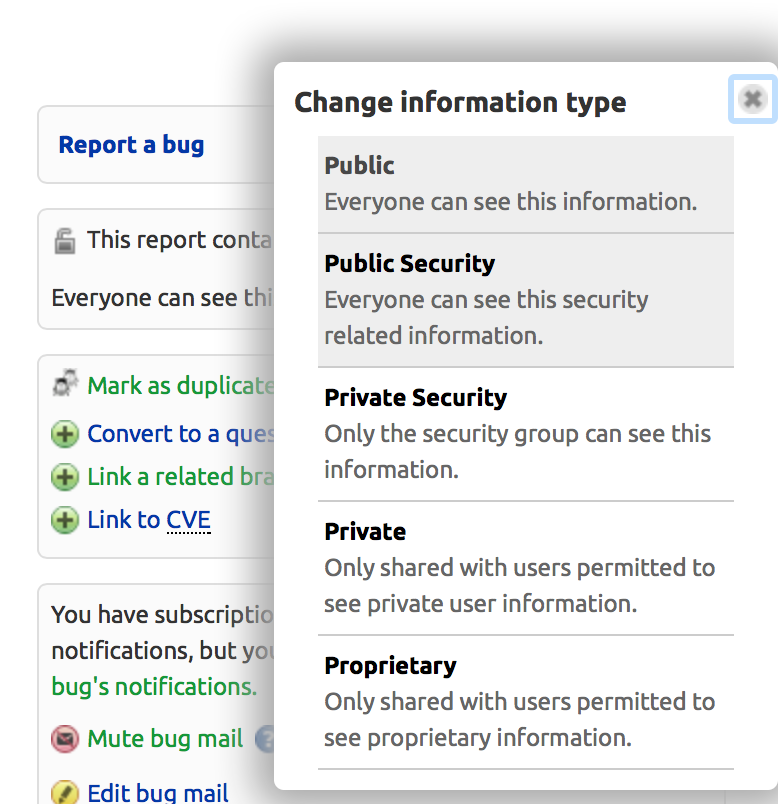 Report a bug
This report conta
Everyone can see thi
Mark as duplicate
Convert to a ques
Link a related bra
Link to CVE
You have subscriptio
notifications, but you
bug's notifications.
Mute bug mail
Edit bug mail
Change information type
Public
Everyone can see this information.
Public Security
Everyone can see this security
related information.
Private Security
Only the security group can see this
information.
Private
Only shared with users permitted to
see private user information.
Proprietary
Only shared with users permitted to
see proprietary information.